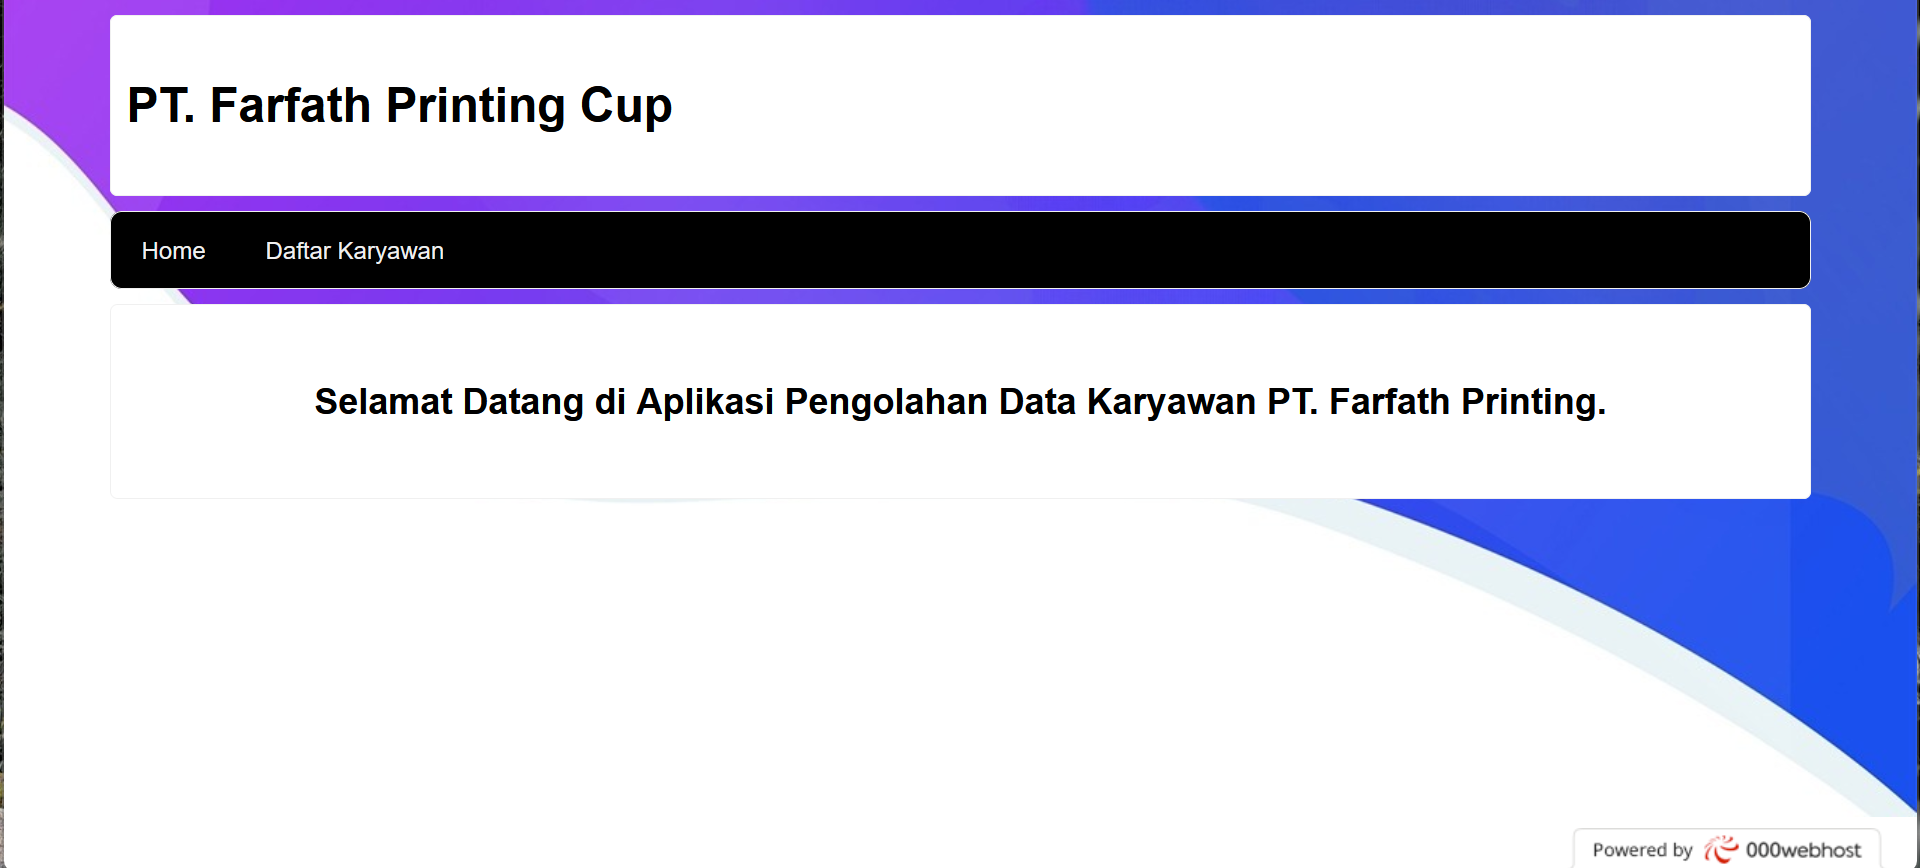 PT. Farfath Printing Cup
Home Daftar Karyawan
Selamat Datang di Aplikasi Pengolahan Data Karyawan PT. Farfath Printing.
Powered by 000webhost